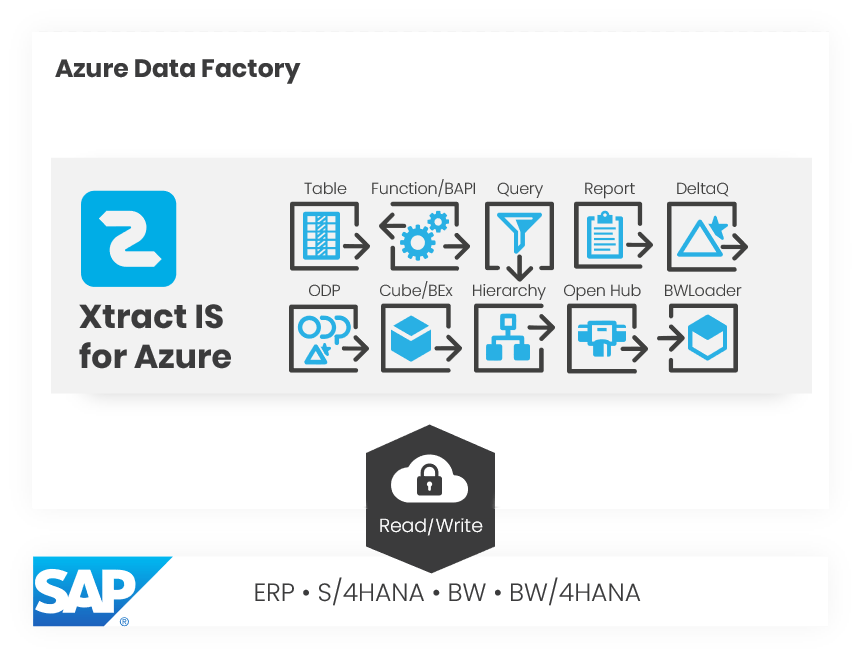 Azure Data Factory
Table Function/BAPI Query Report DeltaQ
ODP Cube/BEx Hierarchy Open Hub BWLoader
Xtract IS
for Azure
Read/Write
SAP ®
ERP • S/4HANA • BW • BW/4HANA